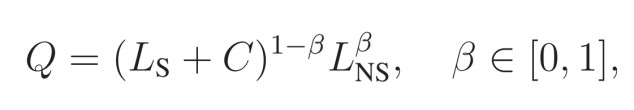 Q = (L_S + C)^{1−β} L_{NS}^β, β ∈ [0, 1],